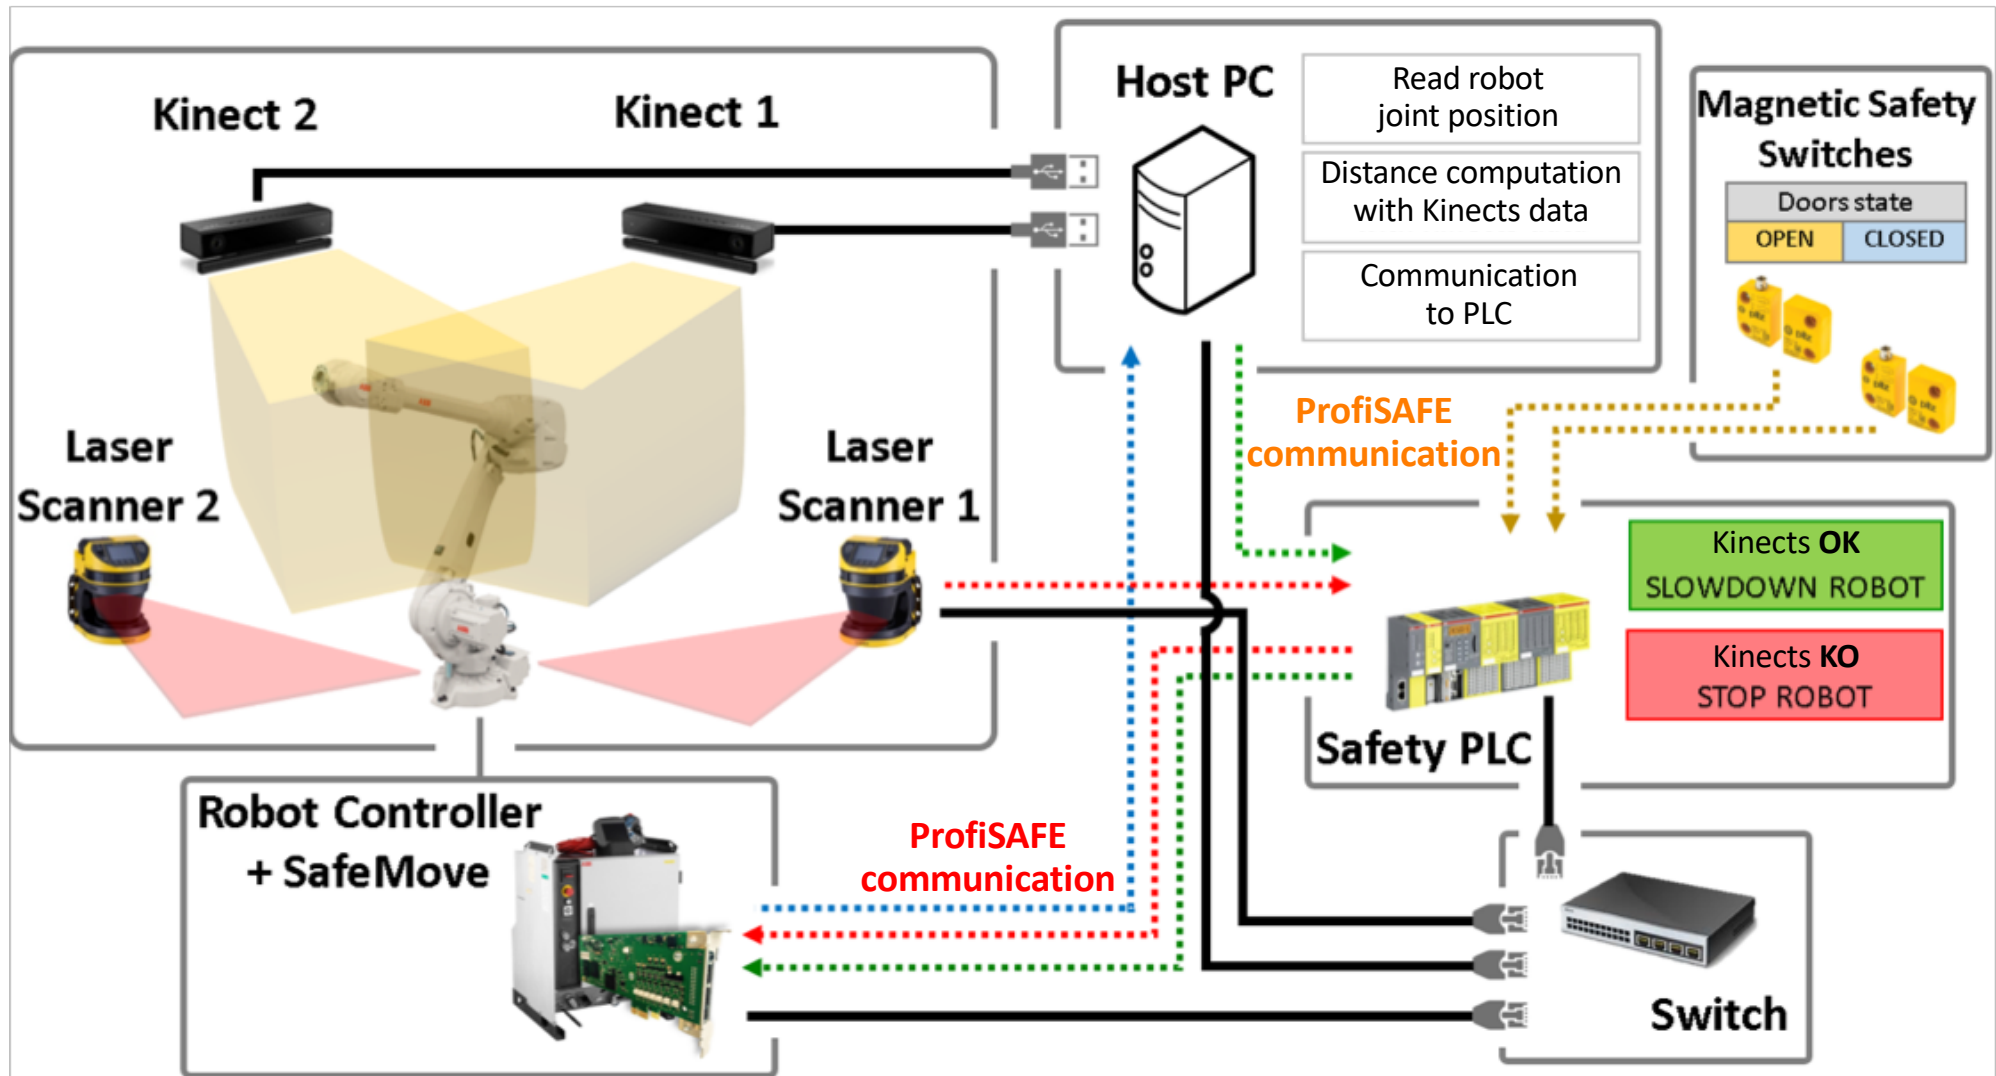 Kinect 2
Kinect 1
Host PC
Read robot
joint position
Distance computation
with Kinects data
Communication
to PLC
Magnetic Safety
Switches
Doors state
OPEN
CLOSED
Laser
Scanner 2
Laser
Scanner 1
ProfiSAFE
communication
Kinects OK
SLOWDOWN ROBOT
Kinects KO
STOP ROBOT
Safety PLC
Robot Controller
+ SafeMove
ProfiSAFE
communication
Switch